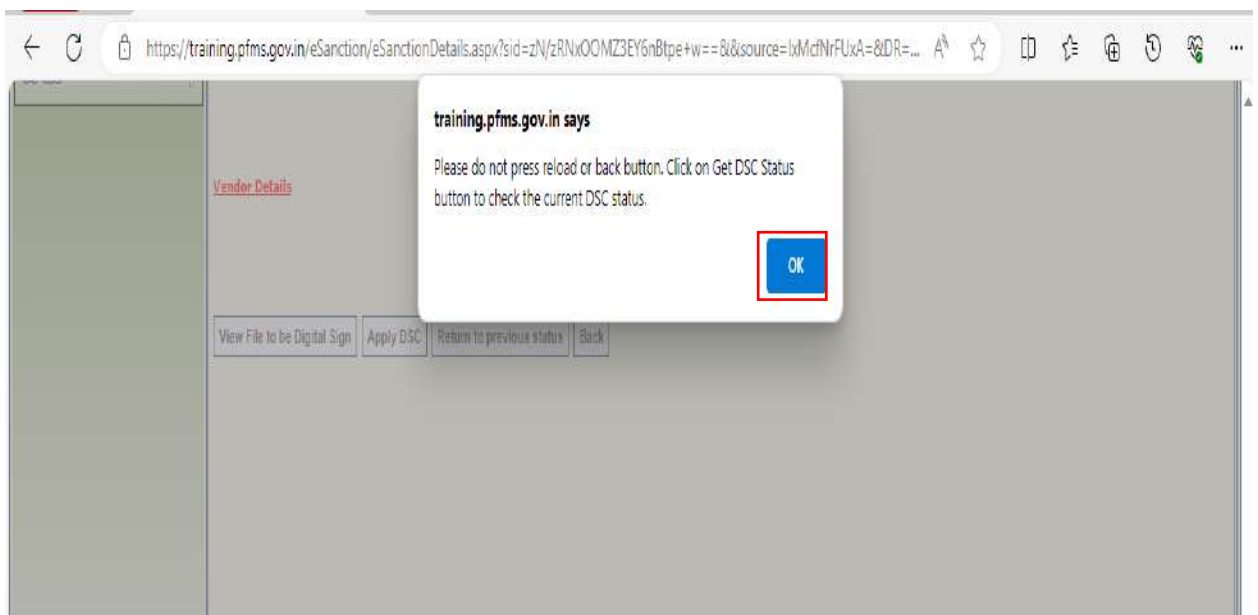 https://training.pfms.gov.in/eSanction/eSanctionDetails.aspx?sid=zN/zRNxOOMZ3EY6nBtpe+w==&i&source=lxMcfNrFUxA=&DR=...
training.pfms.gov.in says
Please do not press reload or back button. Click on Get DSC Status
button to check the current DSC status.
Vendor Details
OK
View File to be Digital Sign Apply DSC Return to previous status Back